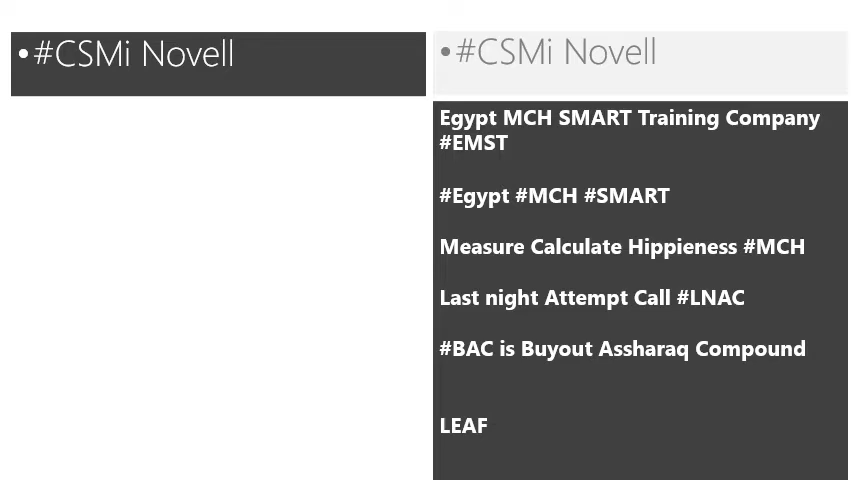 •#CSMi Novell
•#CSMi Novell
Egypt MCH SMART Training Company
#EMST
#Egypt #MCH #SMART
Measure Calculate Hippieness #MCH
Last night Attempt Call #LNAC
#BAC is Buyout Assharaq Compound
LEAF